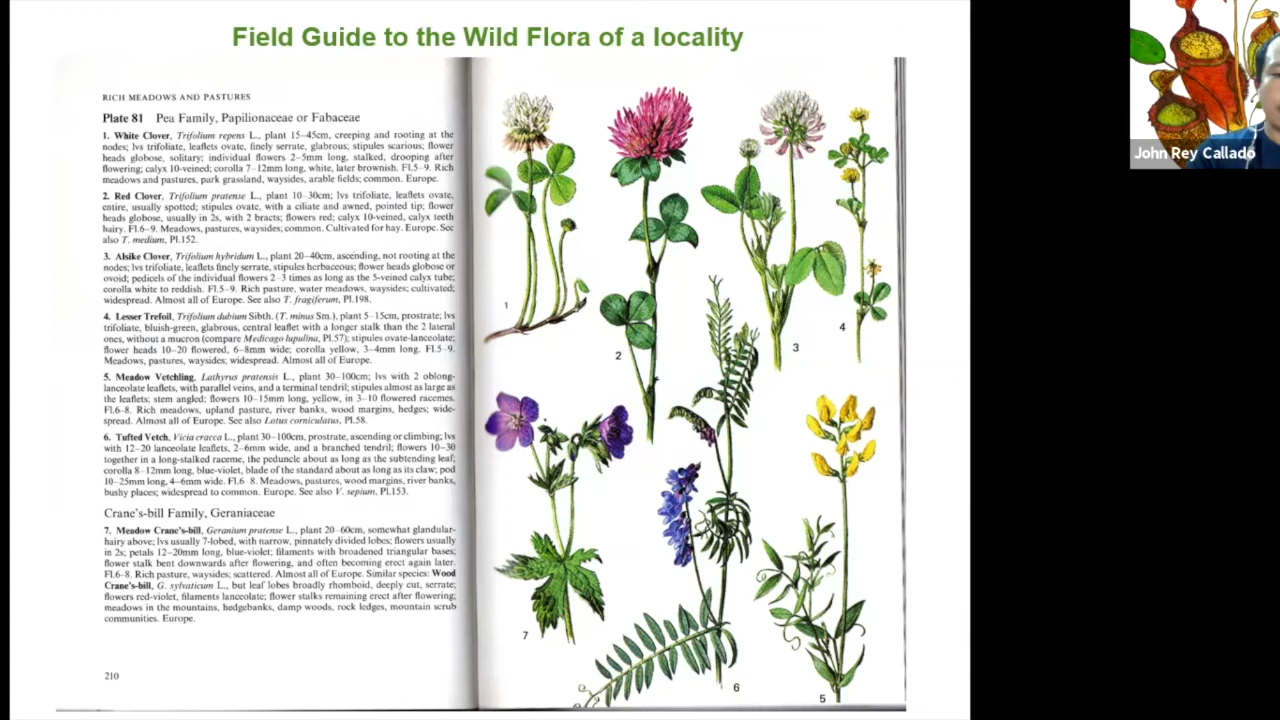 Field Guide to the Wild Flora of a locality
RICH MEADOWS AND PASTURES
Plate 81 Pea Family, Papilionaceae or Fabaceae
1. White Clover, Trifolium repens L., plant 15–45cm, creeping and rooting at the
nodes; lvs trifoliate, leaflets ovate, finely serrate, glabrous; stipules scarious; flower
heads globose, solitary; individual flowers 2–5mm long, stalked, drooping after
flowering; calyx 10-veined; corolla 7–12mm long, white, later brownish. Fl.5–9. Rich
meadows and pastures, park grassland, waysides, arable fields; common. Europe.
2. Red Clover, Trifolium pratense L., plant 10–30cm; lvs trifoliate, leaflets ovate,
entire, usually spotted; stipules ovate, with a ciliate and awned, pointed tip; flower
heads globose, usually in 2s, with 2 bracts; flowers red; calyx 10-veined, calyx teeth
hairy. Fl.6–9. Meadows, pastures, waysides; common. Cultivated for hay. Europe. See
also T. medium, Pl.152.
3. Alsike Clover, Trifolium hybridum L., plant 20–40cm, ascending, not rooting at the
nodes; lvs trifoliate, leaflets finely serrate, stipules herbaceous; flower heads globose or
ovoid; pedicels of the individual flowers 2–3 times as long as the 5-veined calyx tube;
corolla white to reddish. Fl.5–9. Rich pasture, water meadows, waysides; cultivated;
widespread. Almost all of Europe. See also T. fragiferum, Pl.198.
4. Lesser Trefoil, Trifolium dubium Sibth. (T. minus Sm.), plant 5–15cm, prostrate; lvs
trifoliate, bluish-green, glabrous, central leaflet with a longer stalk than the 2 lateral
ones, without a mucron (compare Medicago lupulina, Pl.57); stipules ovate-lanceolate;
flower heads 10–20 flowered, 6–8mm wide; corolla yellow, 3–4mm long. Fl.5–9.
Meadows, pastures, waysides; widespread. Almost all of Europe.
5. Meadow Vetchling, Lathyrus pratensis L., plant 30–100cm; lvs with 2 oblong-
lanceolate leaflets, with parallel veins, and a terminal tendril; stipules almost as large as
the leaflets; stem angled; flowers 10–15mm long, yellow, in 3–10 flowered racemes.
Fl.6–8. Rich meadows, upland pasture, river banks, wood margins, hedges; wide-
spread. Almost all of Europe. See also Lotus corniculatus, Pl.58.
6. Tufted Vetch, Vicia cracca L., plant 30–100cm, prostrate, ascending or climbing; lvs
with 12–20 lanceolate leaflets, 2–6mm wide, and a branched tendril; flowers 10–30
together in a long-stalked raceme, the peduncle about as long as the subtending leaf;
corolla 8–12mm long, blue-violet, blade of the standard about as long as its claw; pod
10–25mm long, 4–6mm wide. Fl.6–8. Meadows, pastures, wood margins, river banks,
bushy places; widespread to common. Europe. See also V. sepium, Pl.153.
Crane's-bill Family, Geraniaceae
7. Meadow Crane's-bill, Geranium pratense L., plant 20–60cm, somewhat glandular-
hairy above; lvs usually 7-lobed, with narrow, pinnately divided lobes; flowers usually
in 2s; petals 12–20mm long, blue-violet; filaments with broadened triangular bases;
flower stalk bent downwards after flowering, and often becoming erect again later.
Fl.6–8. Rich pasture, waysides; scattered. Almost all of Europe. Similar species: Wood
Crane's-bill, G. sylvaticum L., but leaf lobes broadly rhomboid, deeply cut, serrate;
flowers red-violet, filaments lanceolate; flower stalks remaining erect after flowering;
meadows in the mountains, hedgebanks, damp woods, rock ledges, mountain scrub
communities. Europe.
210
1
2
3
4
7
6
5
John Rey Callado